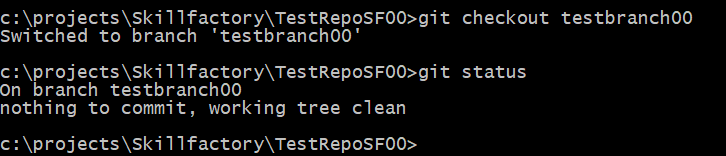 c:\projects\Skillfactory\TestRepoSF00>git checkout testbranch00
Switched to branch 'testbranch00'
c:\projects\Skillfactory\TestRepoSF00>git status
On branch testbranch00
nothing to commit, working tree clean
c:\projects\Skillfactory\TestRepoSF00>